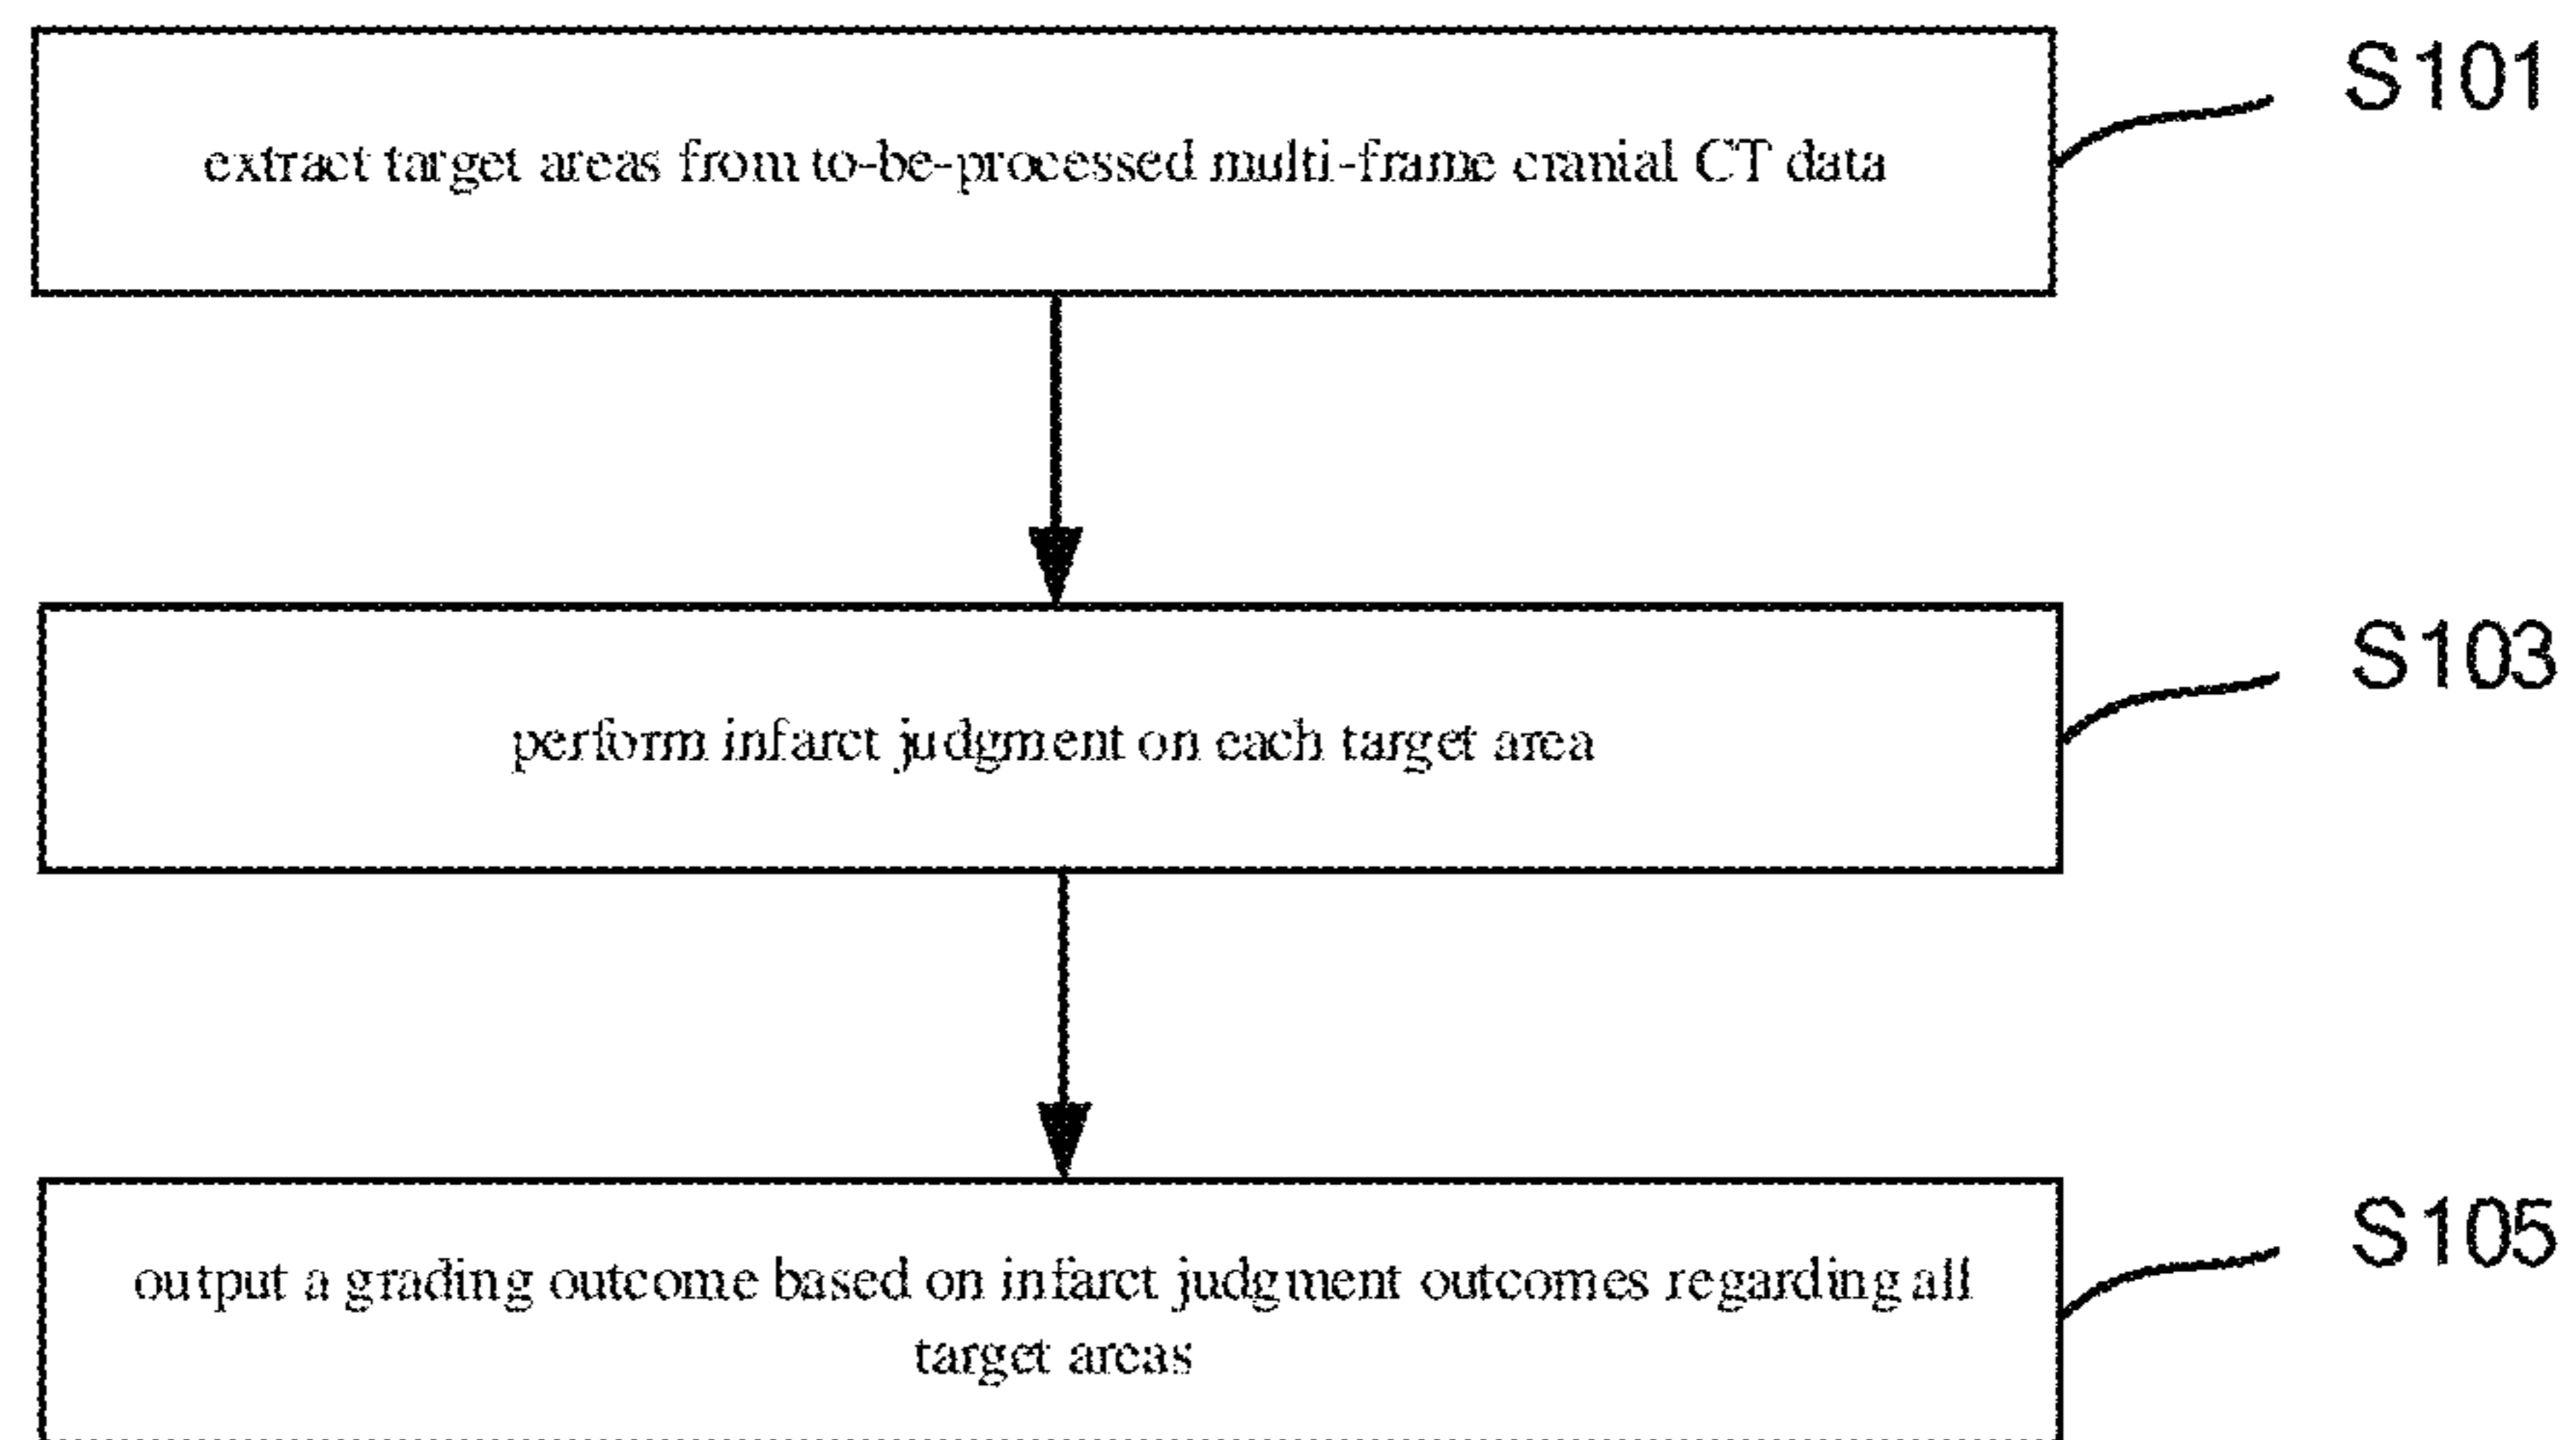 S101
extract target areas from to-be-processed multi-frame cranial CT data
S103
perform infarct judgment on each target area
S105
output a grading outcome based on infarct judgment outcomes regarding all
target areas